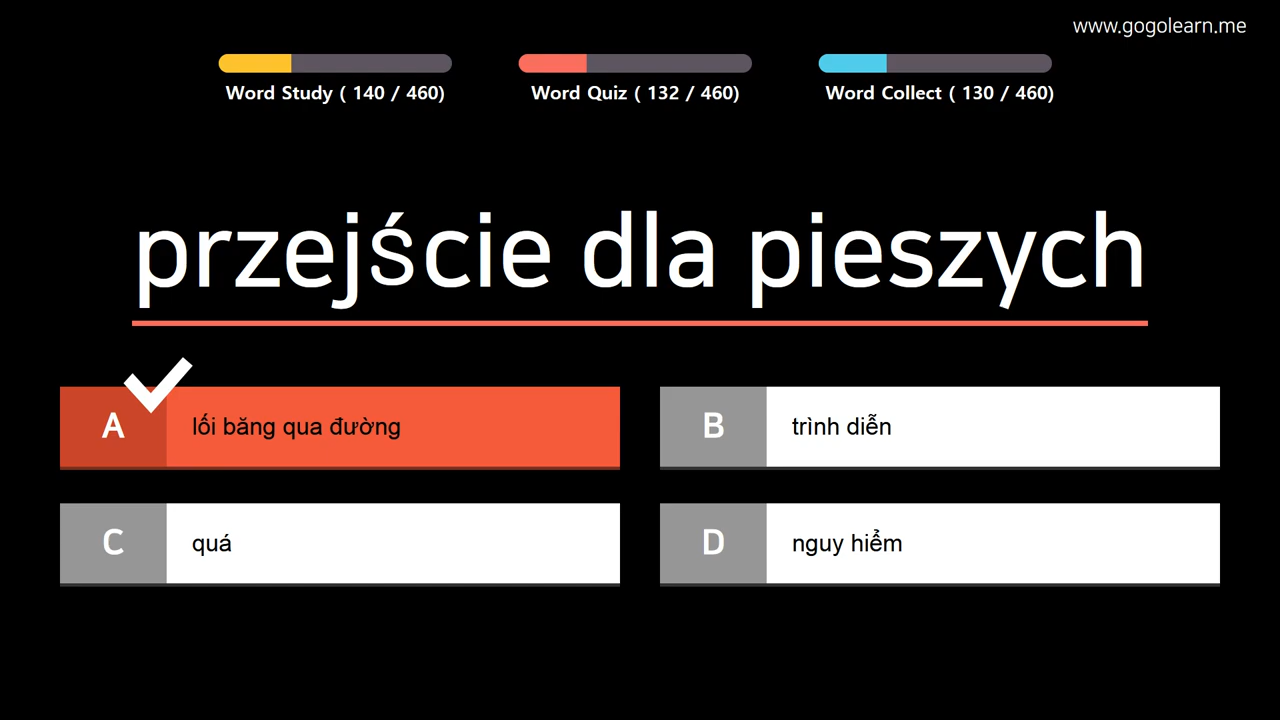 www.gogolearn.me
Word Study ( 140 / 460)
Word Quiz ( 132 / 460)
Word Collect ( 130 / 460)
przejście dla pieszych
A
lối băng qua đường
B
trình diễn
C
quá
D
nguy hiểm